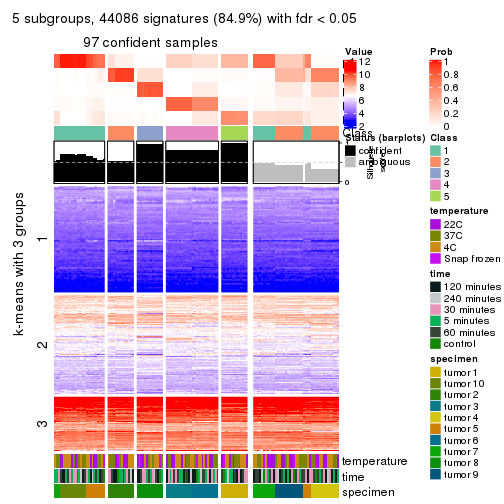 5 subgroups, 44086 signatures (84.9%) with fdr < 0.05
97 confident samples
k-means with 3 groups
1
2
3
Class
temperature
time
specimen
Value
12
10
8
6
4
2
Status (barplots)
confident
ambiguous
0
Prob
1
0.8
0.6
0.4
0.2
0
Class
1
2
3
4
5
temperature
22C
37C
4C
Snap frozen
time
120 minutes
240 minutes
30 minutes
5 minutes
60 minutes
control
specimen
tumor 1
tumor 10
tumor 2
tumor 3
tumor 4
tumor 5
tumor 6
tumor 7
tumor 8
tumor 9